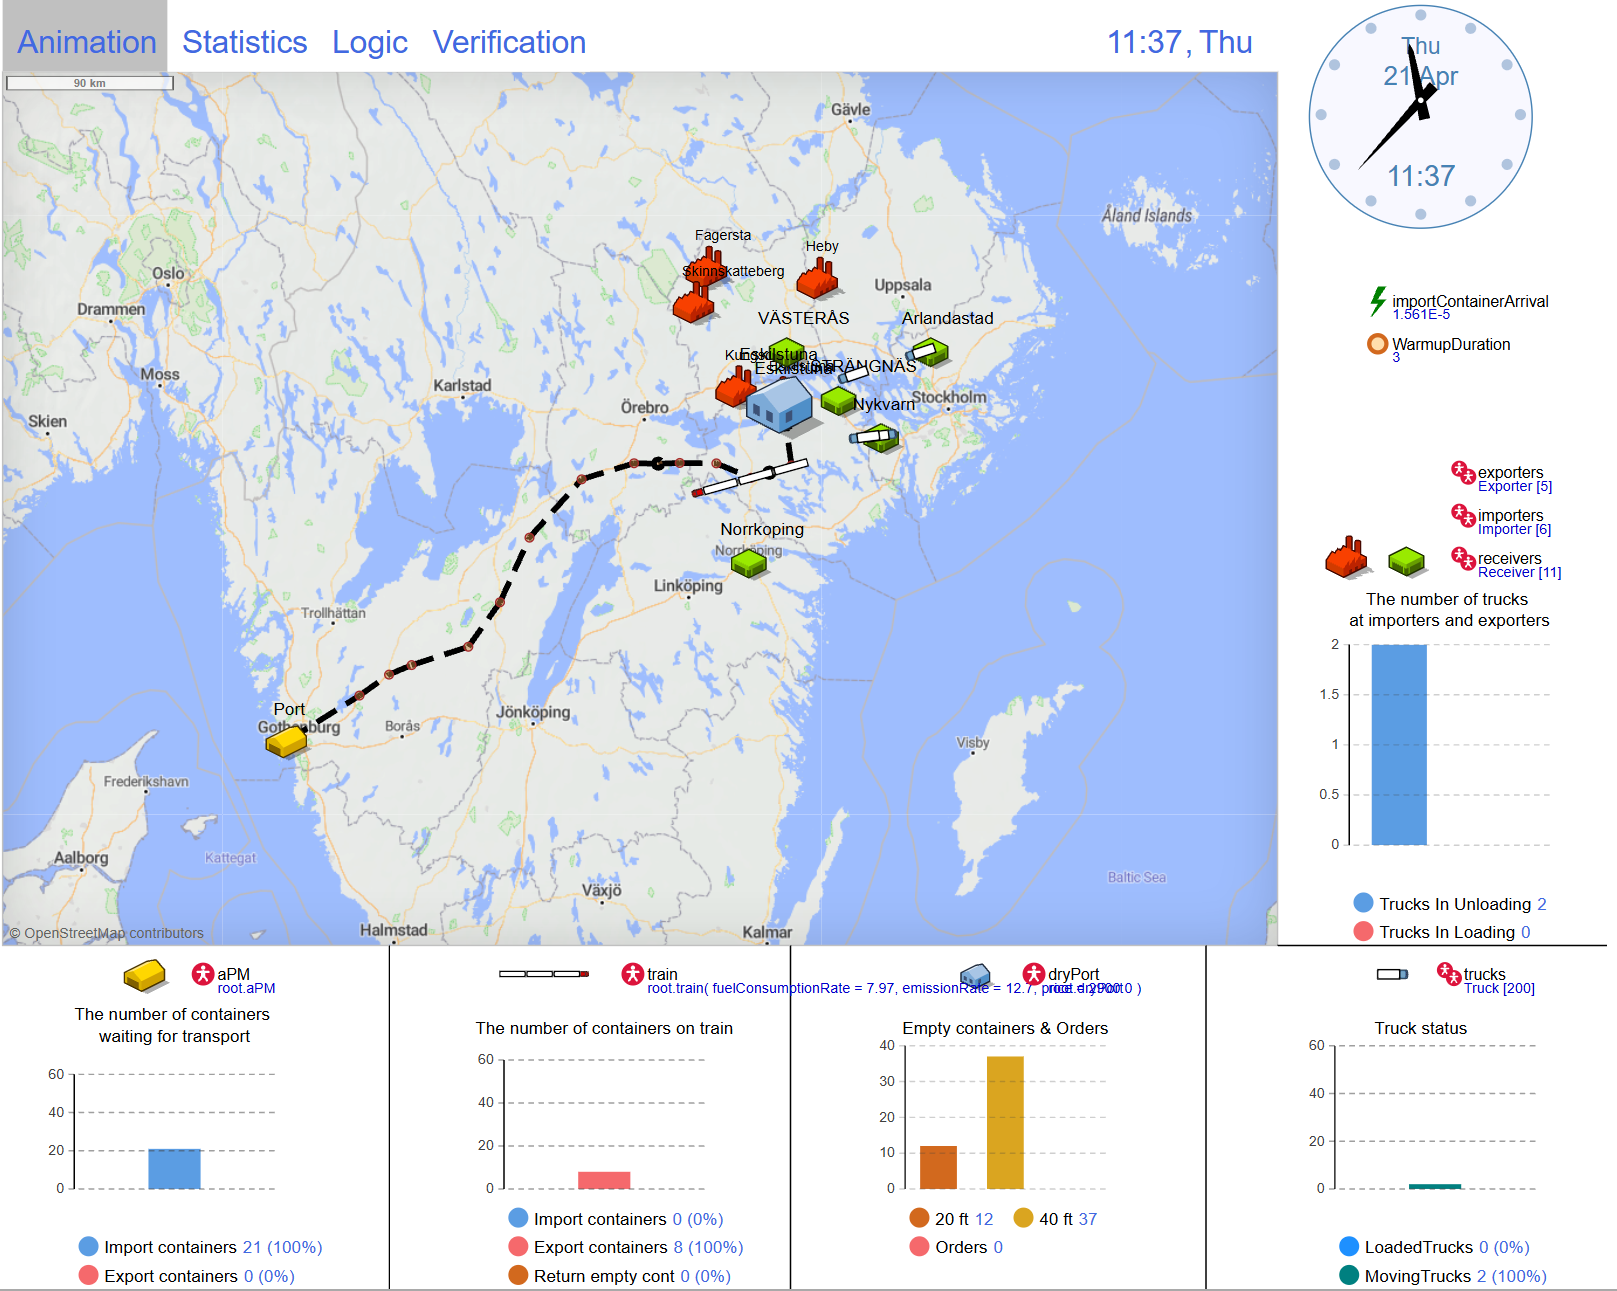 Animation Statistics Logic Verification 11:37, Thu
Thu
21 Apr
11:37
90 km
Gävle
Åland Islands
Oslo
Drammen
Moss
Skien
Karlstad
Örebro
Fagersta
Skinnskatteberg
Heby
Uppsala
VÄSTERÅS
Arlandastad
Eskilstuna
Eskilstuna
STRÄNGNÄS
Nykvarn
Stockholm
Norrkoping
Norrköping
Linköping
Trollhättan
Port
Gothenburg
Borås
Jönköping
Visby
Frederikshavn
Aalborg
Kattegat
Växjö
Halmstad
Kalmar
Baltic Sea
© OpenStreetMap contributors
importContainerArrival
1.561E-5
WarmupDuration
3
exporters
Exporter [5]
importers
Importer [6]
receivers
Receiver [11]
The number of trucks
at importers and exporters
2
1.5
1
0.5
0
Trucks In Unloading 2
Trucks In Loading 0
aPM
root.aPM
The number of containers
waiting for transport
60
40
20
0
Import containers 21 (100%)
Export containers 0 (0%)
train
root.train( fuelConsumptionRate = 7.97, emissionRate = 12.7, price = 2900.0 )
The number of containers on train
60
40
20
0
Import containers 0 (0%)
Export containers 8 (100%)
Return empty cont 0 (0%)
dryPort
root.dryPort
Empty containers & Orders
40
30
20
10
0
20 ft 12 40 ft 37
Orders 0
trucks
Truck [200]
Truck status
60
40
20
0
LoadedTrucks 0 (0%)
MovingTrucks 2 (100%)